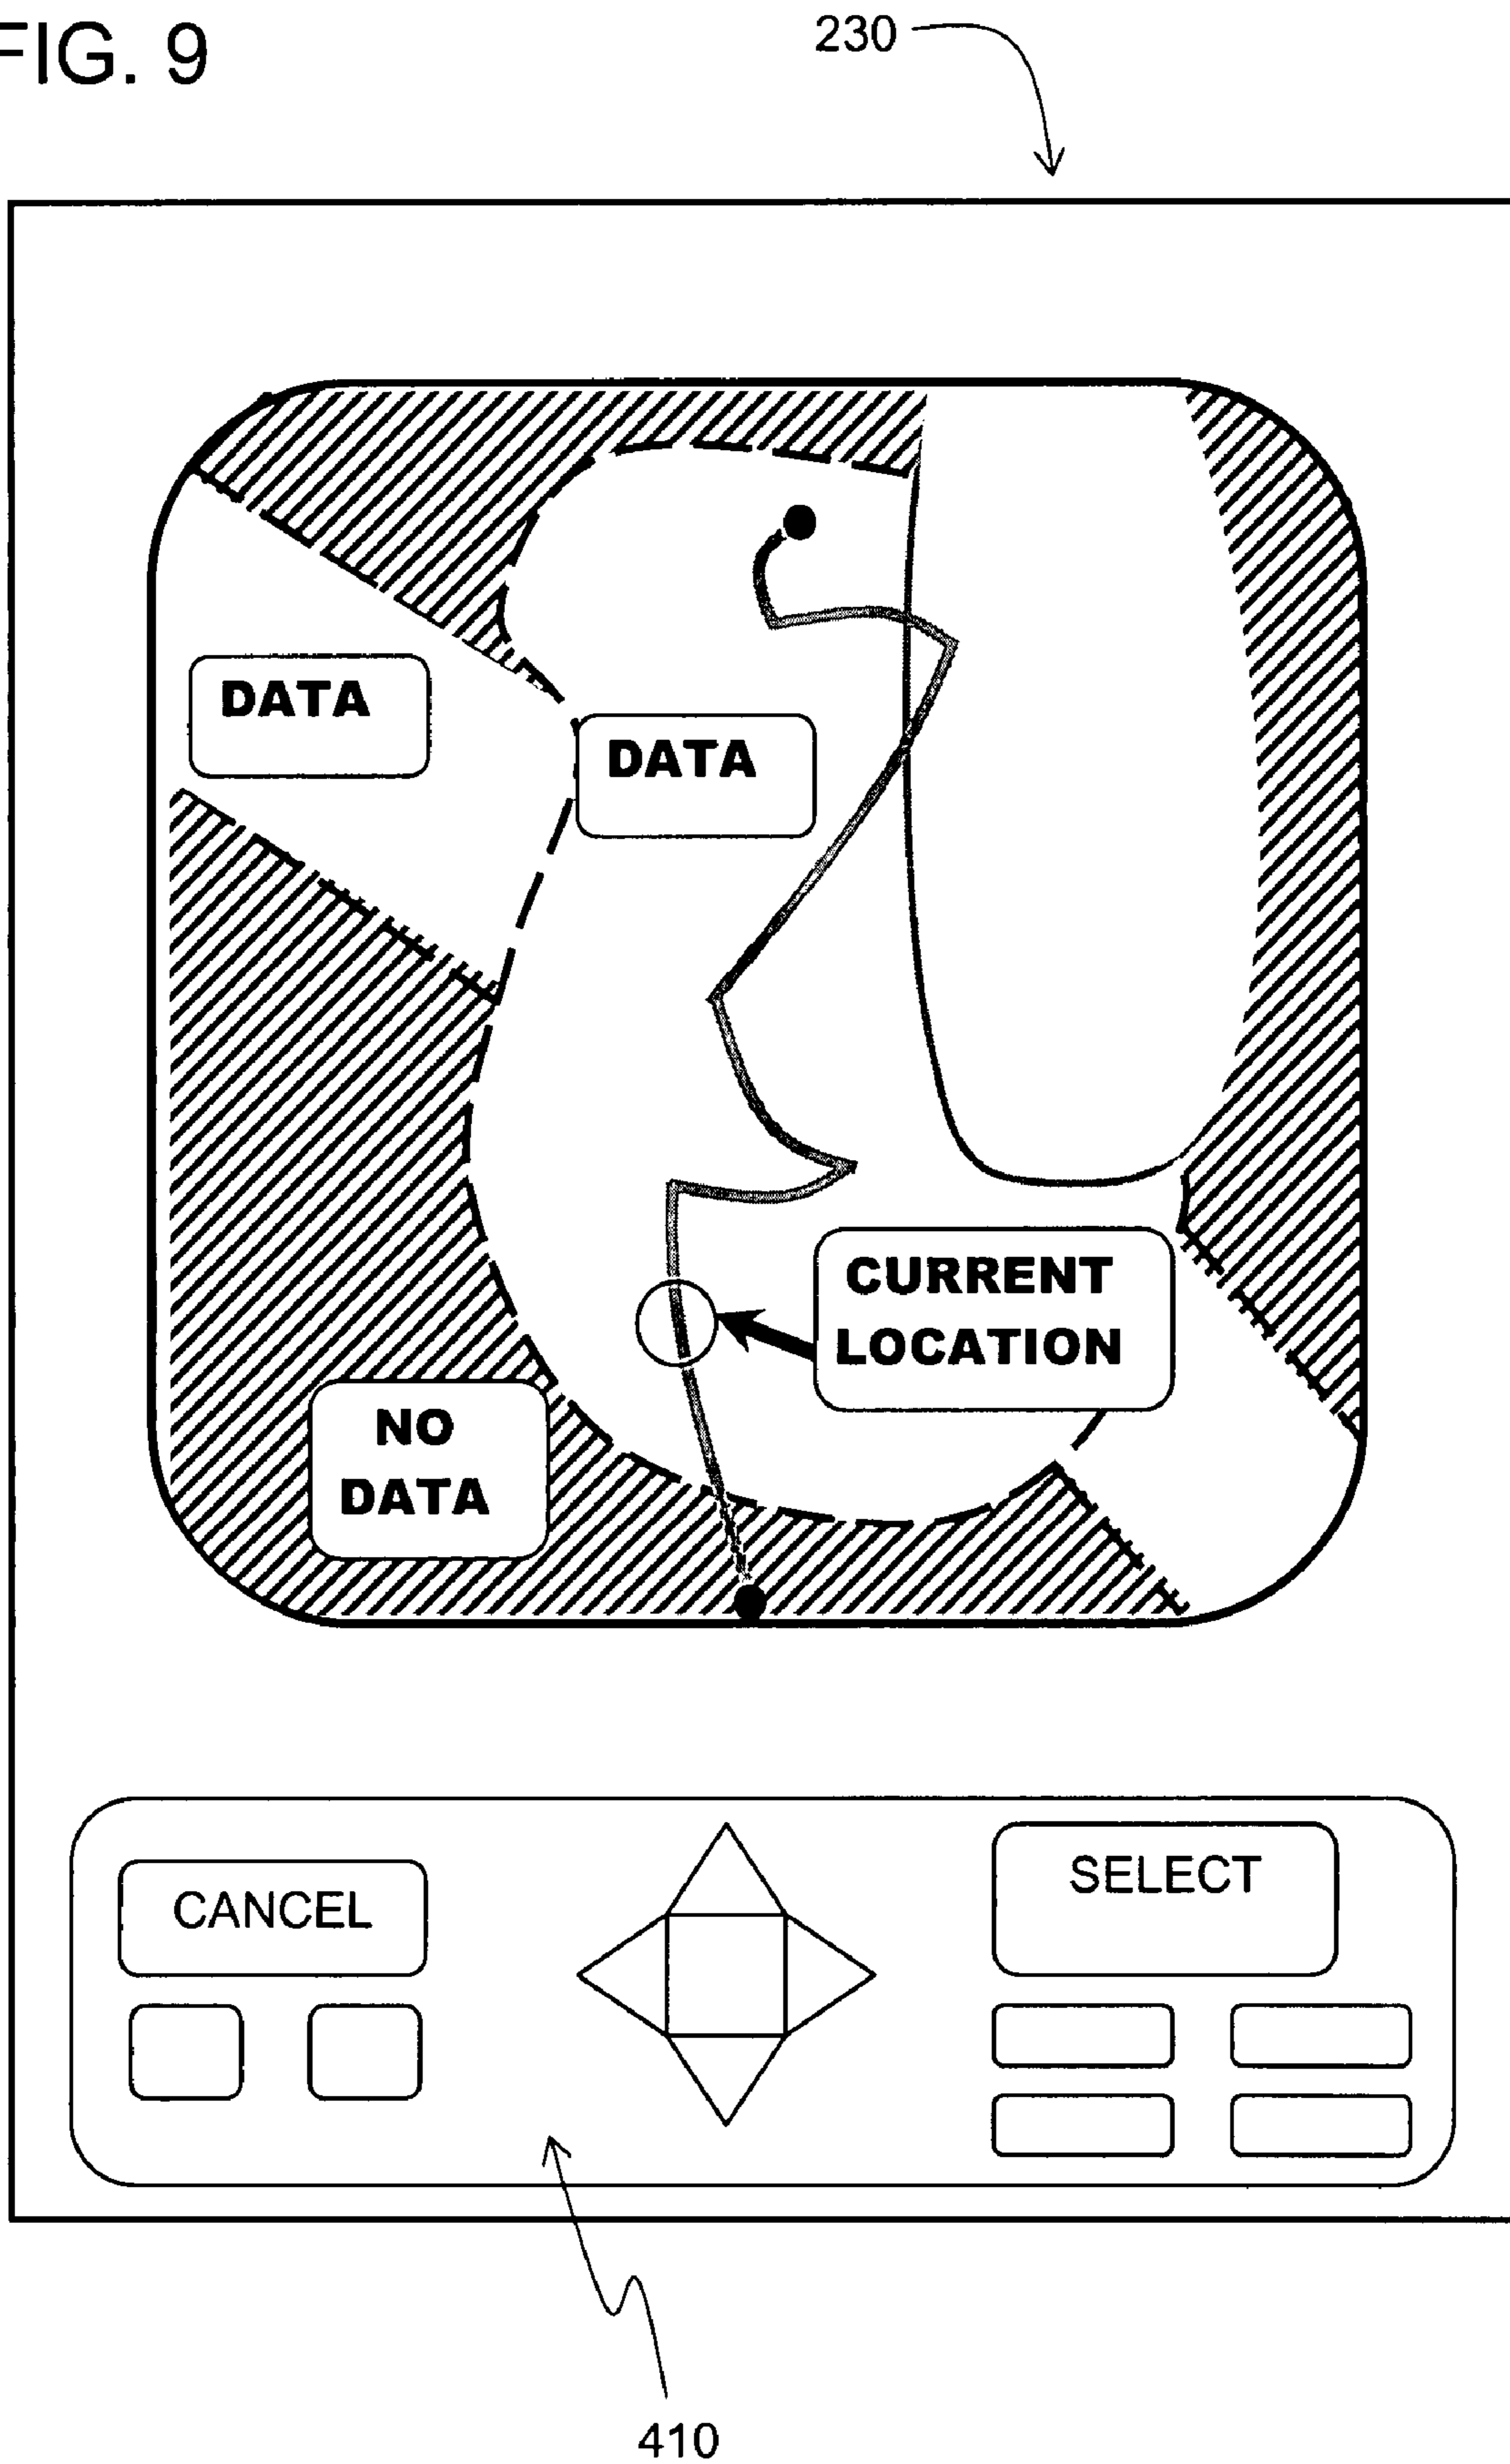 FIG. 9
230
DATA
DATA
CURRENT
LOCATION
NO
DATA
CANCEL
SELECT
410